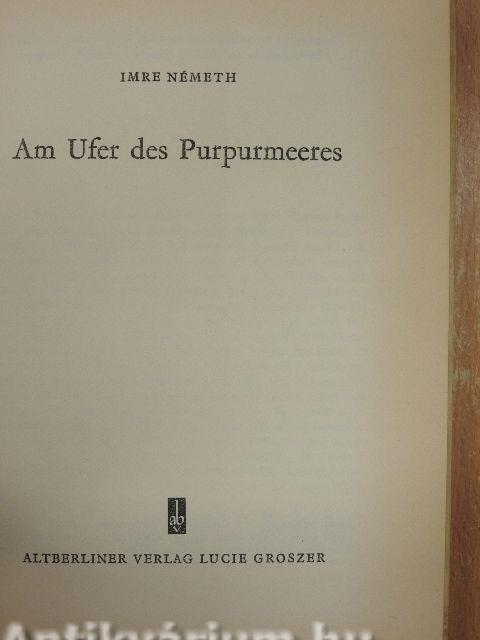 IMRE NÉMETH
Am Ufer des Purpurmeeres
ab
v
ALTBERLINER VERLAG LUCIE GROSZER
Antikvárium.hu